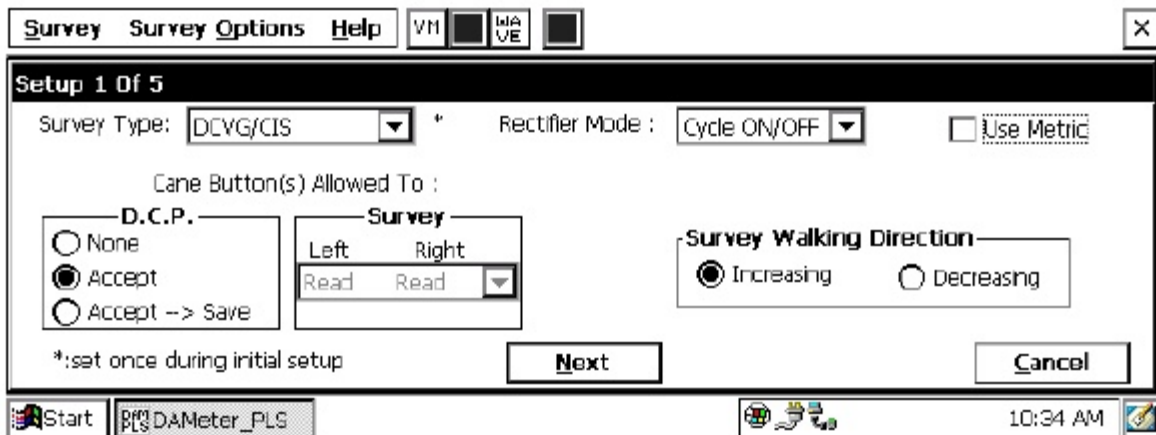 Survey Survey Options Help VM WAVE
Setup 1 Of 5
Survey Type: DCVG/CIS * Rectifier Mode : Cycle ON/OFF Use Metric
Cane Button(s) Allowed To :
D.C.P. Survey
None
Left Right
Survey Walking Direction
Accept
Read Read
Increasing Decreasing
Accept --> Save
*:set once during initial setup Next Cancel
Start DAMeter_PLS 10:34 AM